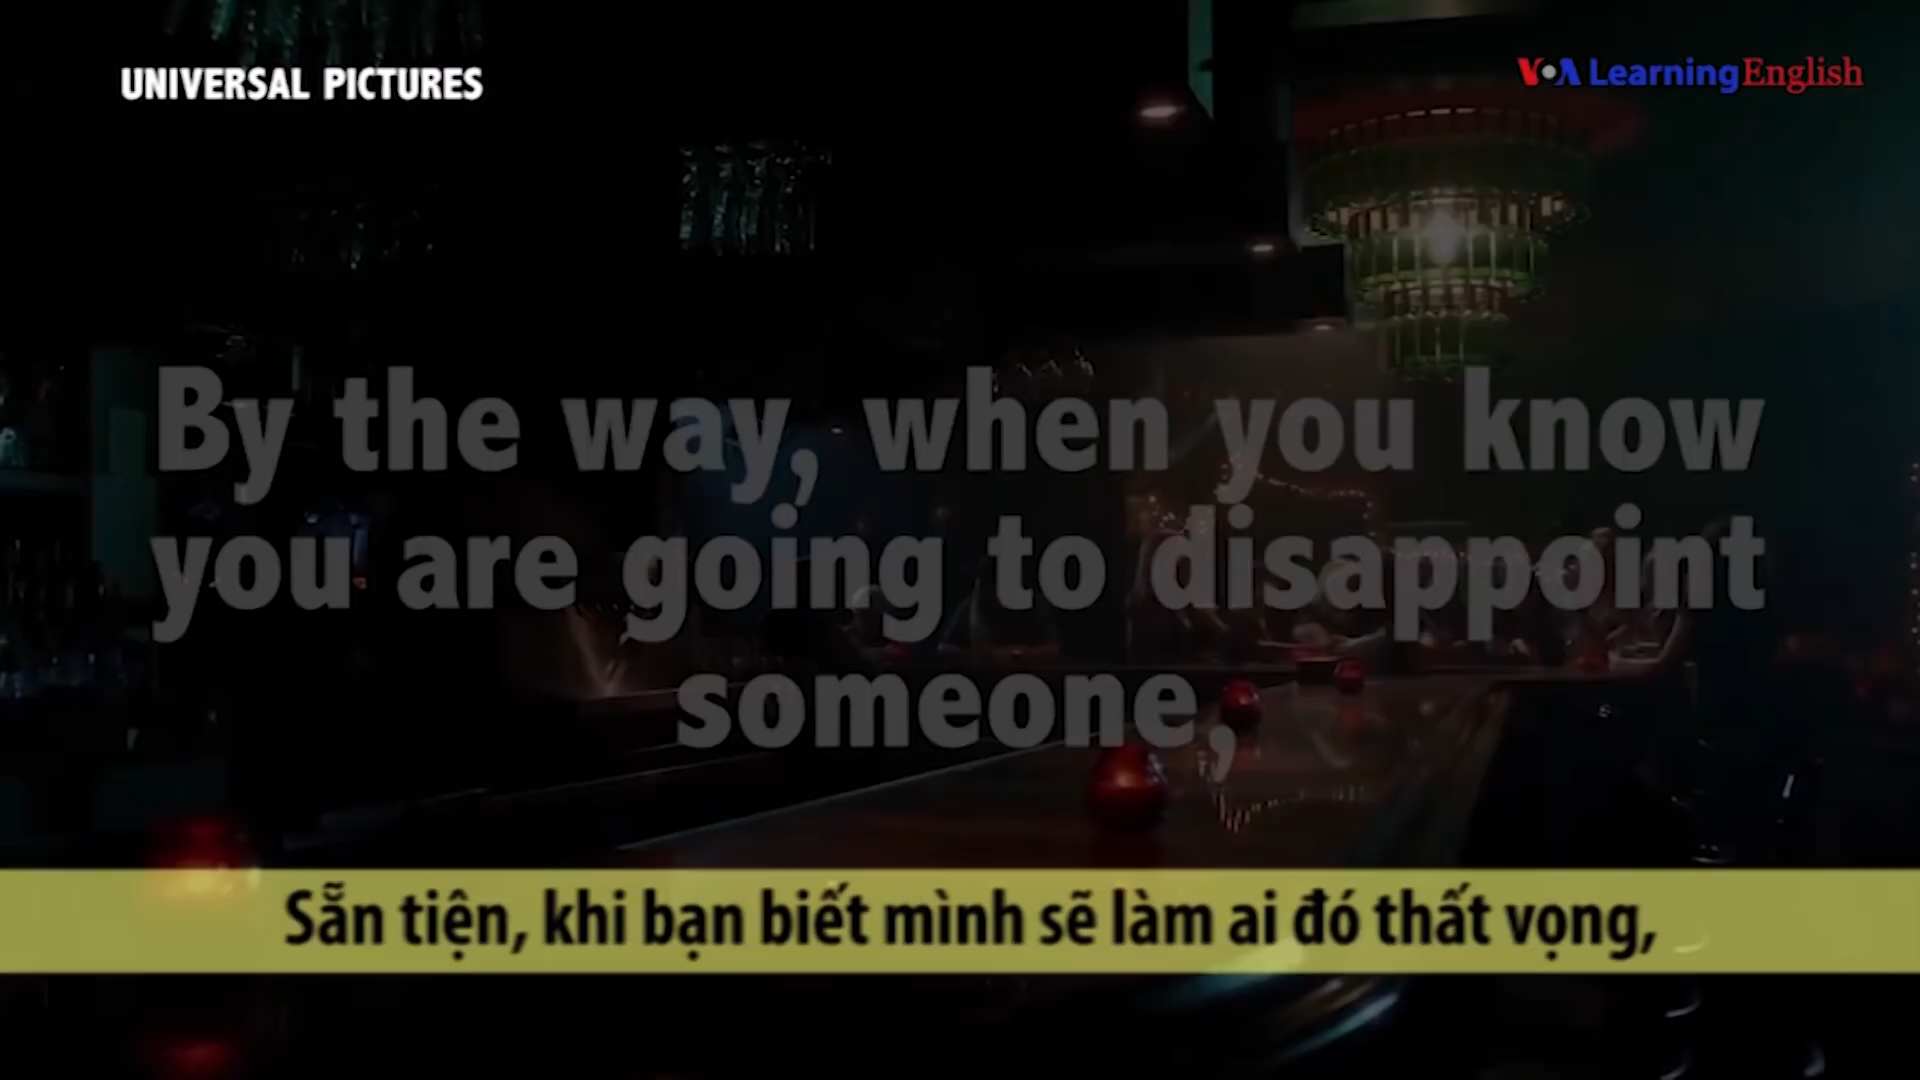 UNIVERSAL PICTURES
VOA Learning English
By the way, when you know
you are going to disappoint
someone,
Sẵn tiện, khi bạn biết mình sẽ làm ai đó thất vọng,